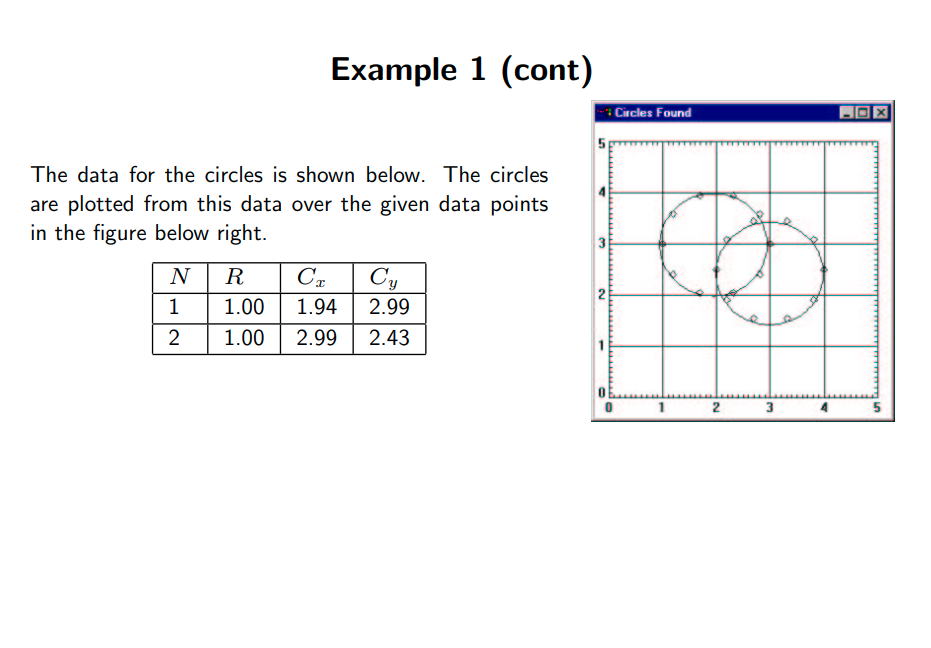 Example 1 (cont)
The data for the circles is shown below. The circles
are plotted from this data over the given data points
in the figure below right.
N R Cx Cy
1 1.00 1.94 2.99
2 1.00 2.99 2.43
Circles Found
5
4
3
2
1
0
0 1 2 3 4 5